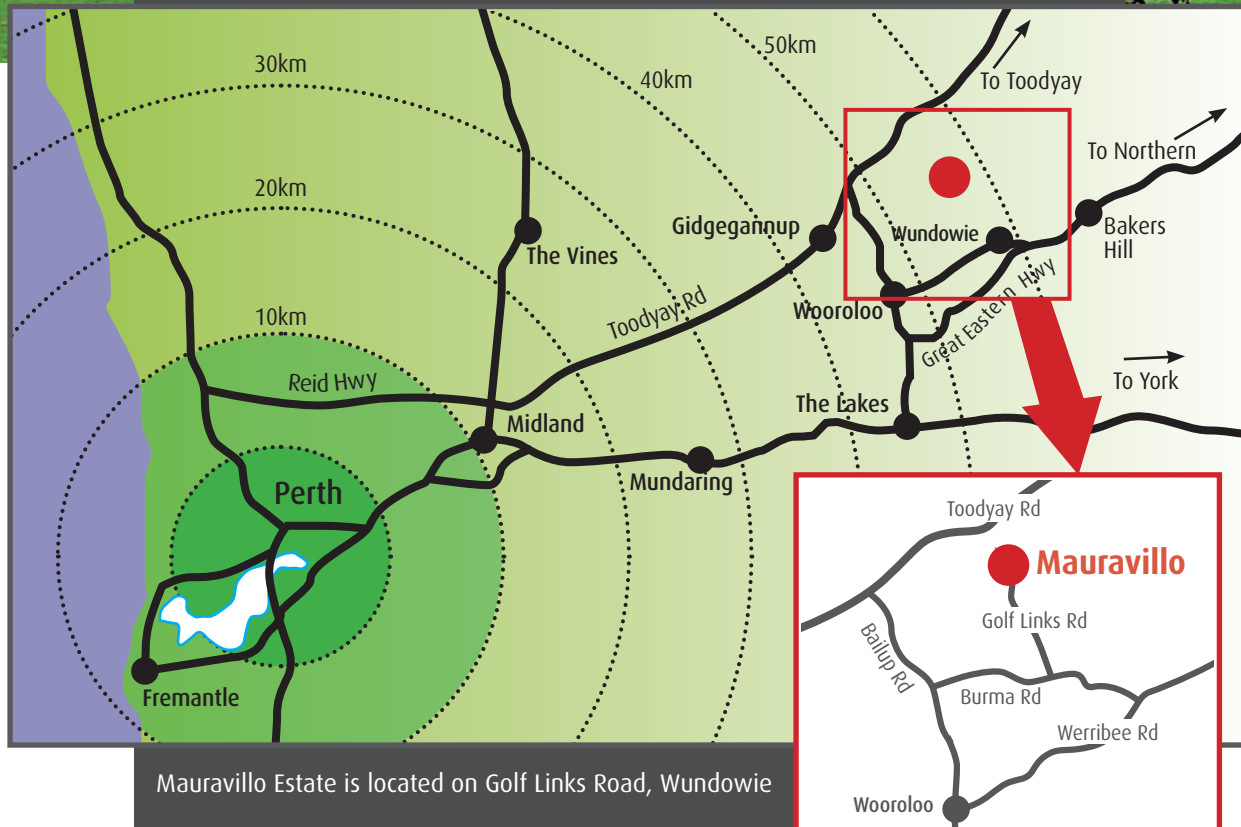 50km
30km
40km
To Toodyay
To Northern
20km
Gidgegannup
Wundowie
Bakers
Hill
The Vines
Toodyay Rd
Wooroloo
10km
Great Eastern Hwy
Reid Hwy
To York
The Lakes
Midland
Mundaring
Perth
Fremantle
Toodyay Rd
Mauravillo
Golf Links Rd
Bailup Rd
Burma Rd
Werribee Rd
Wooroloo
Mauravillo Estate is located on Golf Links Road, Wundowie